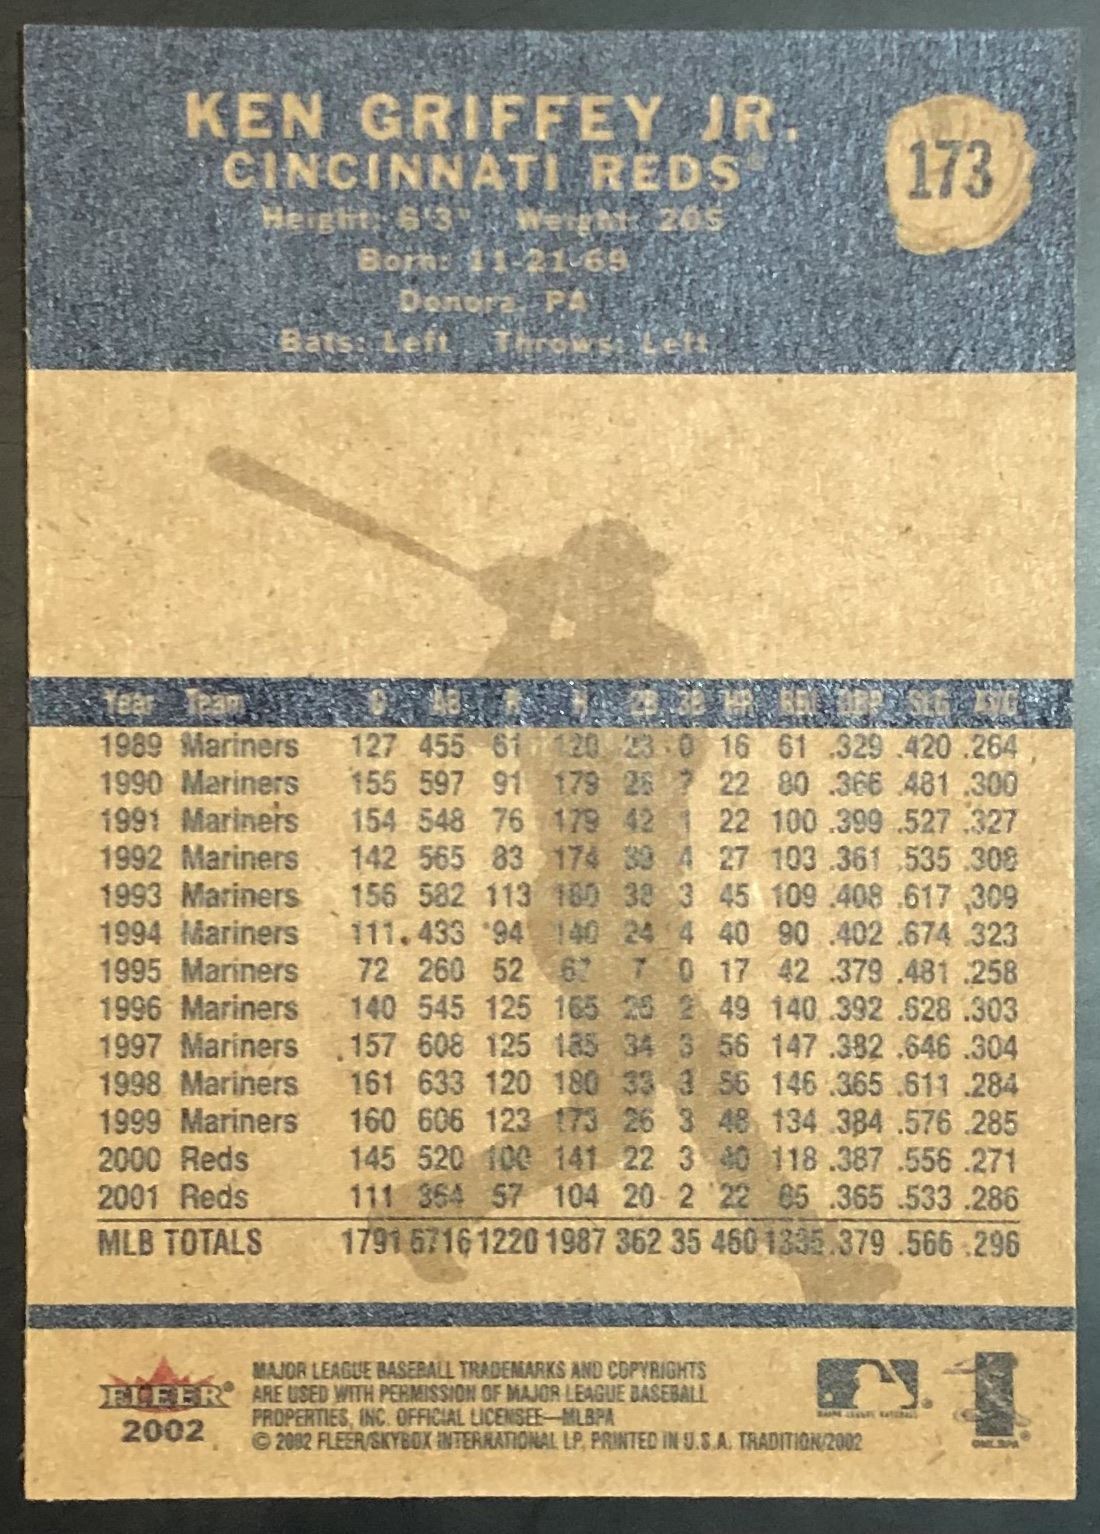 KEN GRIFFEY JR.
173
CINCINNATI REDS®
Height: 6'3" Weight: 205
Born: 11-21-69
Donora, PA
Bats: Left Throws: Left
Year Team G AB R H 2B 3B HR RBI OBP SLG AVG
1989 Mariners 127 455 61 120 23 0 16 61 .329 .420 .264
1990 Mariners 155 597 91 179 28 7 22 80 .366 .481 .300
1991 Mariners 154 548 76 179 42 1 22 100 .399 .527 .327
1992 Mariners 142 565 83 174 39 4 27 103 .361 .535 .308
1993 Mariners 156 582 113 180 38 3 45 109 .408 .617 .309
1994 Mariners 111 433 94 140 24 4 40 90 .402 .674 .323
1995 Mariners 72 260 52 67 7 0 17 42 .379 .481 .258
1996 Mariners 140 545 125 165 26 2 49 140 .392 .628 .303
1997 Mariners 157 608 125 185 34 3 56 147 .382 .646 .304
1998 Mariners 161 633 120 180 33 3 56 146 .365 .611 .284
1999 Mariners 160 606 123 173 26 3 48 134 .384 .576 .285
2000 Reds 145 520 100 141 22 3 40 118 .387 .556 .271
2001 Reds 111 364 57 104 20 2 22 65 .365 .533 .286
MLB TOTALS 1791 6716 1220 1987 362 35 460 1335 .379 .566 .296
FLEER®
2002
MAJOR LEAGUE BASEBALL TRADEMARKS AND COPYRIGHTS
ARE USED WITH PERMISSION OF MAJOR LEAGUE BASEBALL
PROPERTIES, INC. OFFICIAL LICENSEE—MLBPA
© 2002 FLEER/SKYBOX INTERNATIONAL LP. PRINTED IN U.S.A. TRADITION/2002
MAJOR LEAGUE BASEBALL
©MLBPA